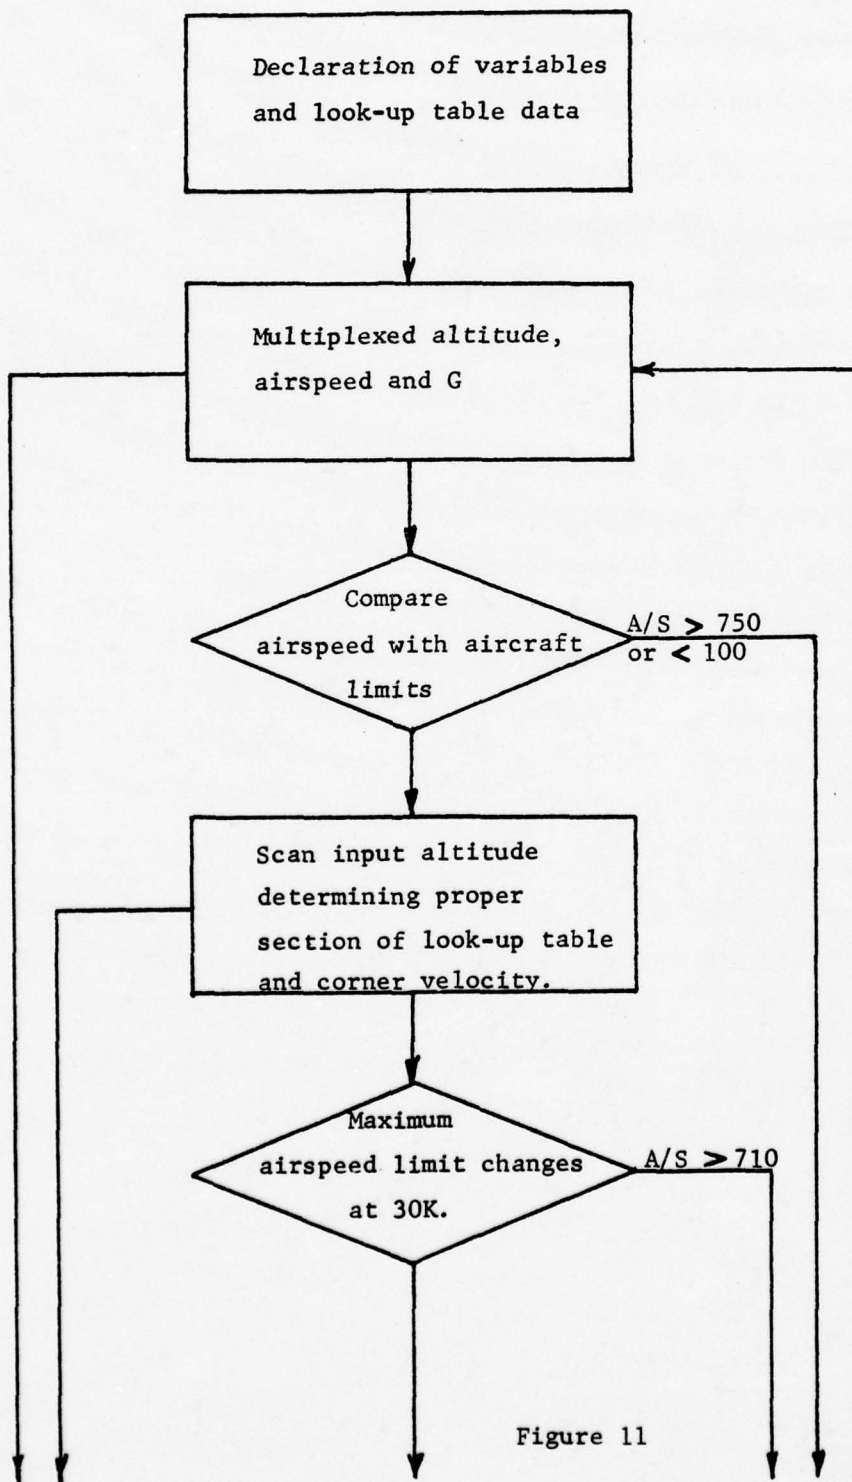 Declaration of variables
and look-up table data
Multiplexed altitude,
airspeed and G
Compare
airspeed with aircraft
limits
A/S > 750
or < 100
Scan input altitude
determining proper
section of look-up table
and corner velocity.
Maximum
airspeed limit changes
at 30K.
A/S > 710
Figure 11